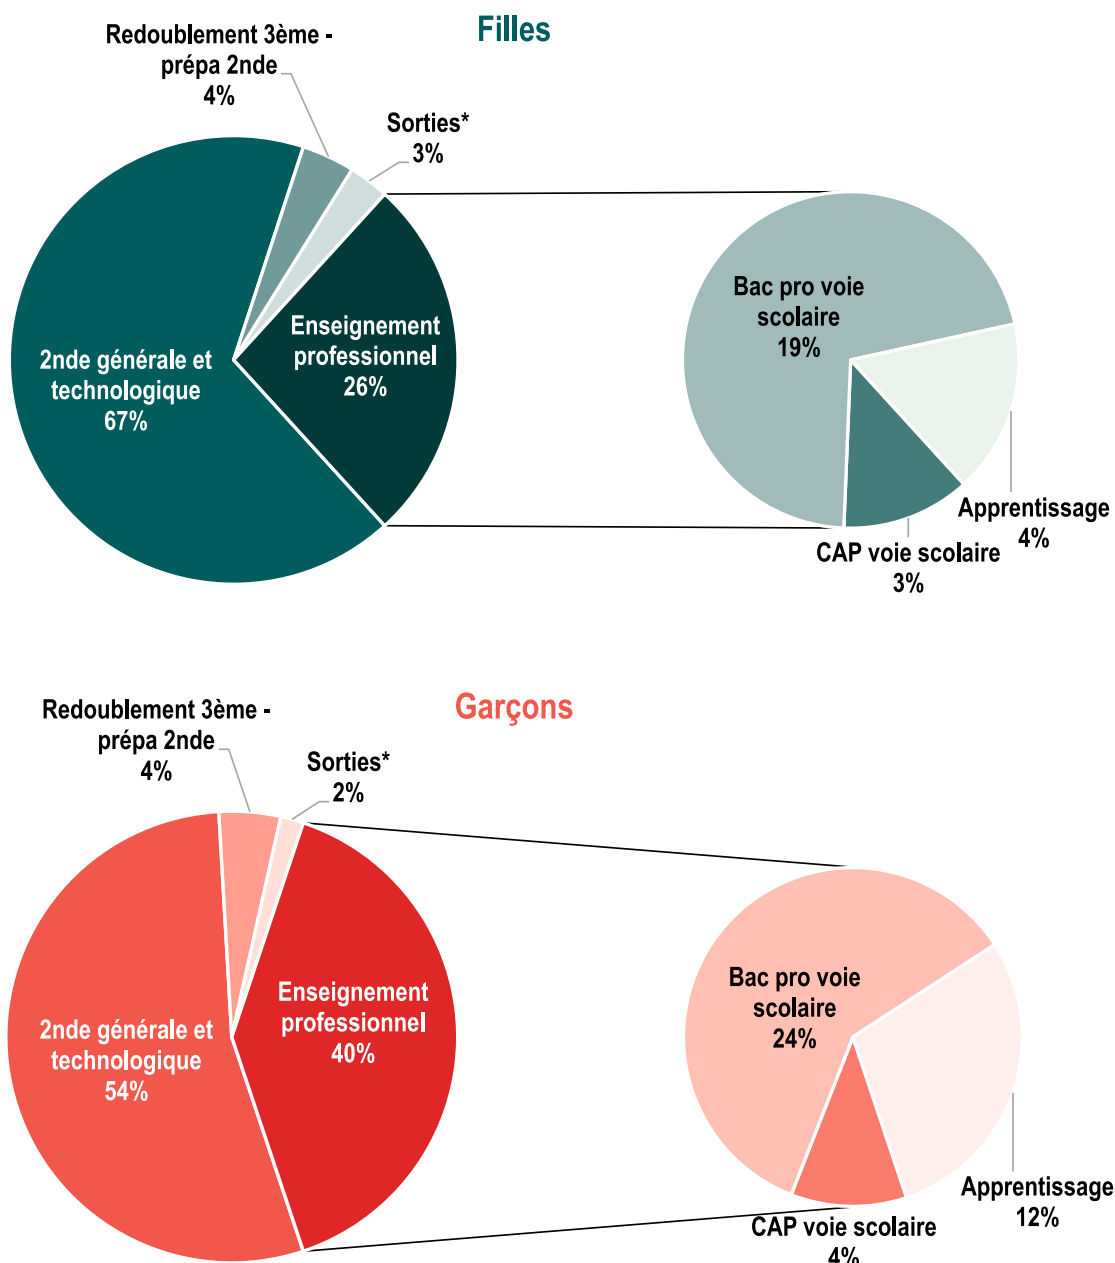 Filles
Redoublement 3ème -
prépa 2nde
4%
Sorties*
3%
2nde générale et
technologique
67%
Enseignement
professionnel
26%
Bac pro voie
scolaire
19%
Apprentissage
4%
CAP voie scolaire
3%
Garçons
Redoublement 3ème -
prépa 2nde
4%
Sorties*
2%
2nde générale et
technologique
54%
Enseignement
professionnel
40%
Bac pro voie
scolaire
24%
Apprentissage
12%
CAP voie scolaire
4%